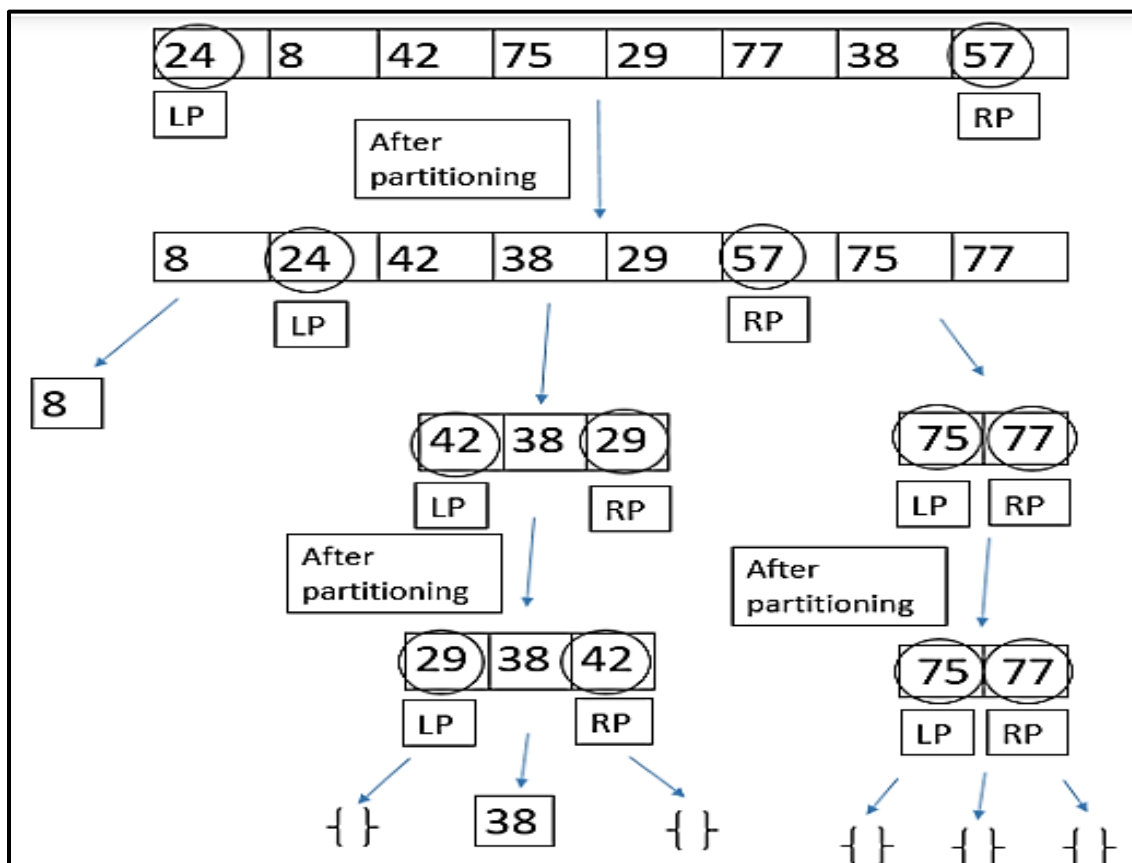 24 8 42 75 29 77 38 57
LP RP
After
partitioning
8 24 42 38 29 57 75 77
LP RP
8
42 38 29 75 77
LP RP LP RP
After
partitioning
After
partitioning
29 38 42 75 77
LP RP LP RP
{ } 38 { } { } { } { }